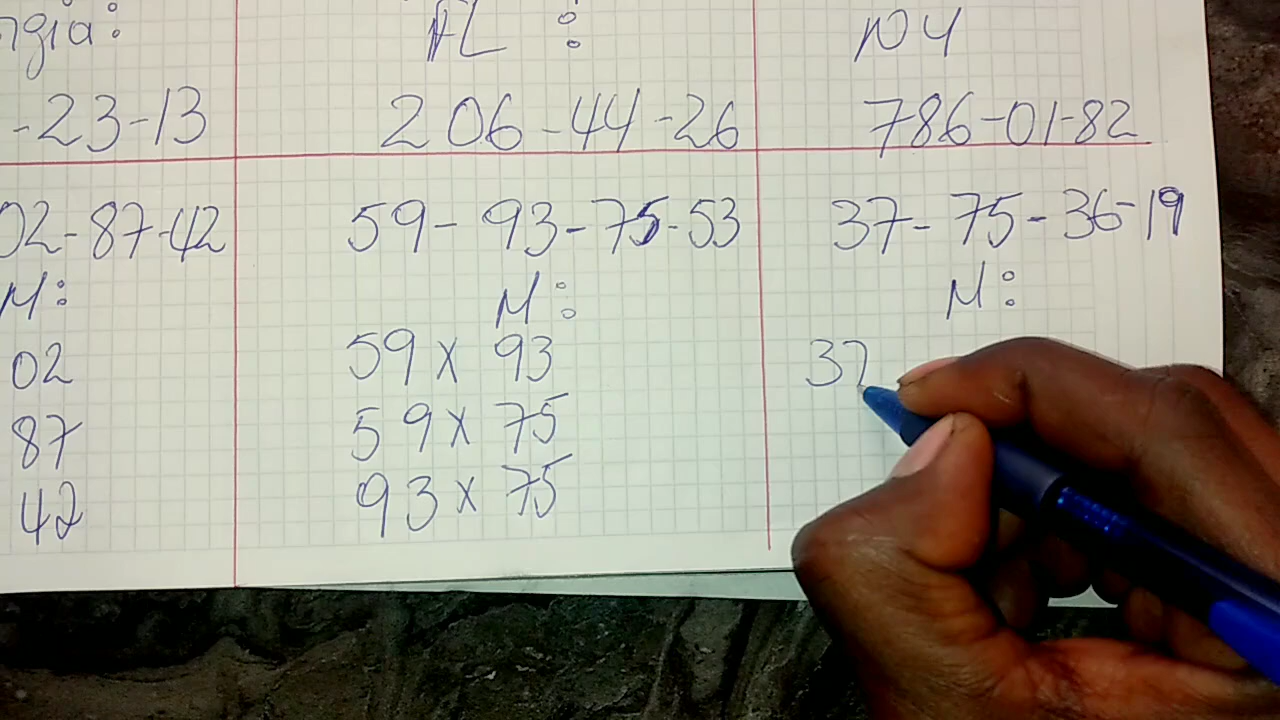 ngia: FL : NY
-23-13 206-44-26 786-01-82
02-87-42 59-93-75-53 37-75-36-19
M: M: M:
02 59 x 93 37
87 59 x 75
42 93 x 75